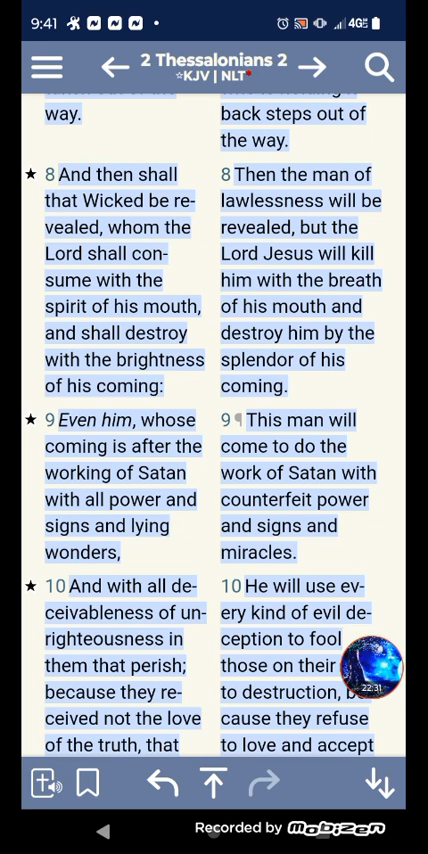 9:41
4G
2 Thessalonians 2
☆KJV | NLT*
way.
8 And then shall
that Wicked be re-
vealed, whom the
Lord shall con-
sume with the
spirit of his mouth,
and shall destroy
with the brightness
of his coming:
★ 9 Even him, whose
coming is after the
working of Satan
with all power and
signs and lying
wonders,
★ 10 And with all de-
ceivableness of un-
righteousness in
them that perish;
because they re-
ceived not the love
of the truth, that
back steps out of
the way.
8 Then the man of
lawlessness will be
revealed, but the
Lord Jesus will kill
him with the breath
of his mouth and
destroy him by the
splendor of his
coming.
9 ¶ This man will
come to do the
work of Satan with
counterfeit power
and signs and
miracles.
10 He will use ev-
ery kind of evil de-
ception to fool
those on their
to destruction,
cause they refuse
to love and accept
22:31
Recorded by Mobizen